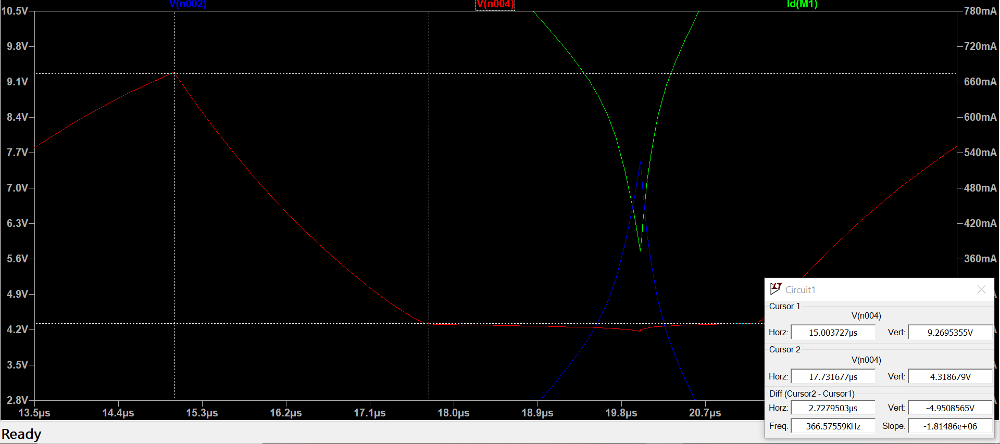 V(n002) V(n004) Id(M1)
10.5V 780mA
9.8V 720mA
9.1V 660mA
8.4V 600mA
7.7V 540mA
7.0V 480mA
6.3V 420mA
5.6V 360mA
4.9V
4.2V
3.5V
2.8V
13.5µs 14.4µs 15.3µs 16.2µs 17.1µs 18.0µs 18.9µs 19.8µs 20.7µs
Circuit1
Cursor 1
V(n004)
Horz: 15.003727µs Vert: 9.2695355V
Cursor 2
V(n004)
Horz: 17.731677µs Vert: 4.318679V
Diff (Cursor2 - Cursor1)
Horz: 2.7279503µs Vert: -4.9508565V
Freq: 366.57559KHz Slope: -1.81486e+06
Ready